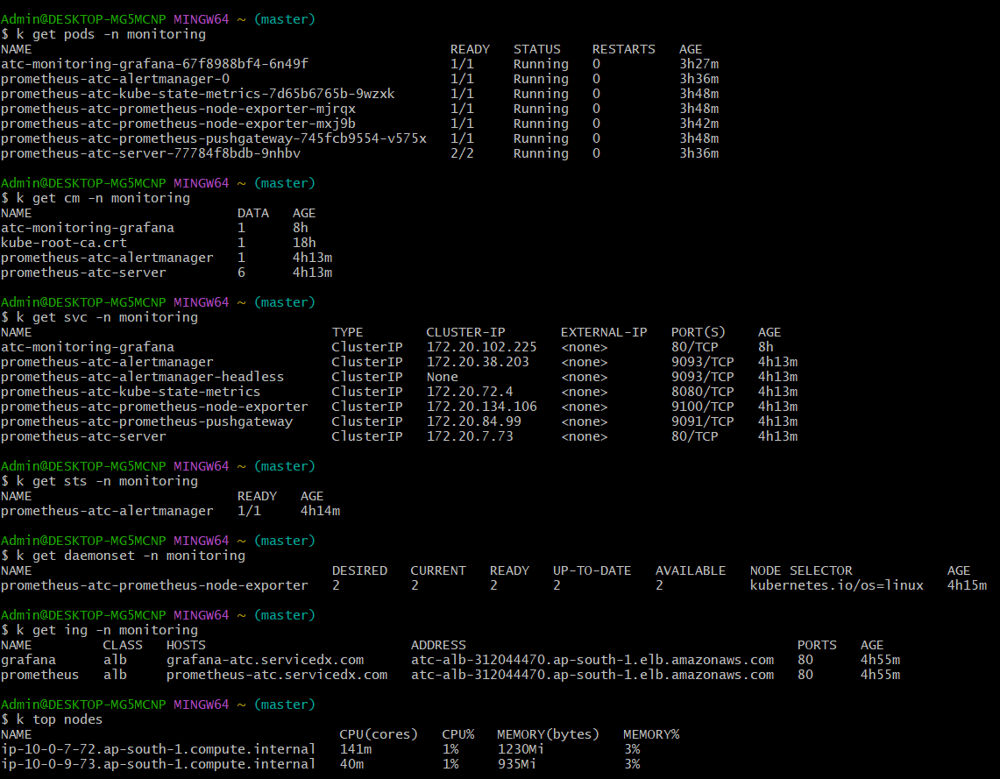 Admin@DESKTOP-MG5MCNP MINGW64 ~ (master)
$ k get pods -n monitoring
NAME READY STATUS RESTARTS AGE
atc-monitoring-grafana-67f8988bf4-6n49f 1/1 Running 0 3h27m
prometheus-atc-alertmanager-0 1/1 Running 0 3h36m
prometheus-atc-kube-state-metrics-7d65b6765b-9wzxk 1/1 Running 0 3h48m
prometheus-atc-prometheus-node-exporter-mjrqx 1/1 Running 0 3h48m
prometheus-atc-prometheus-node-exporter-mxj9b 1/1 Running 0 3h42m
prometheus-atc-prometheus-pushgateway-745fcb9554-v575x 1/1 Running 0 3h48m
prometheus-atc-server-77784f8bdb-9nhbv 2/2 Running 0 3h36m
Admin@DESKTOP-MG5MCNP MINGW64 ~ (master)
$ k get cm -n monitoring
NAME DATA AGE
atc-monitoring-grafana 1 8h
kube-root-ca.crt 1 18h
prometheus-atc-alertmanager 1 4h13m
prometheus-atc-server 6 4h13m
Admin@DESKTOP-MG5MCNP MINGW64 ~ (master)
$ k get svc -n monitoring
NAME TYPE CLUSTER-IP EXTERNAL-IP PORT(S) AGE
atc-monitoring-grafana ClusterIP 172.20.102.225 <none> 80/TCP 8h
prometheus-atc-alertmanager ClusterIP 172.20.38.203 <none> 9093/TCP 4h13m
prometheus-atc-alertmanager-headless ClusterIP None <none> 9093/TCP 4h13m
prometheus-atc-kube-state-metrics ClusterIP 172.20.72.4 <none> 8080/TCP 4h13m
prometheus-atc-prometheus-node-exporter ClusterIP 172.20.134.106 <none> 9100/TCP 4h13m
prometheus-atc-prometheus-pushgateway ClusterIP 172.20.84.99 <none> 9091/TCP 4h13m
prometheus-atc-server ClusterIP 172.20.7.73 <none> 80/TCP 4h13m
Admin@DESKTOP-MG5MCNP MINGW64 ~ (master)
$ k get sts -n monitoring
NAME READY AGE
prometheus-atc-alertmanager 1/1 4h14m
Admin@DESKTOP-MG5MCNP MINGW64 ~ (master)
$ k get daemonset -n monitoring
NAME DESIRED CURRENT READY UP-TO-DATE AVAILABLE NODE SELECTOR AGE
prometheus-atc-prometheus-node-exporter 2 2 2 2 2 kubernetes.io/os=linux 4h15m
Admin@DESKTOP-MG5MCNP MINGW64 ~ (master)
$ k get ing -n monitoring
NAME CLASS HOSTS ADDRESS PORTS AGE
grafana alb grafana-atc.servicedx.com atc-alb-312044470.ap-south-1.elb.amazonaws.com 80 4h55m
prometheus alb prometheus-atc.servicedx.com atc-alb-312044470.ap-south-1.elb.amazonaws.com 80 4h55m
Admin@DESKTOP-MG5MCNP MINGW64 ~ (master)
$ k top nodes
NAME CPU(cores) CPU% MEMORY(bytes) MEMORY%
ip-10-0-7-72.ap-south-1.compute.internal 141m 1% 1230Mi 3%
ip-10-0-9-73.ap-south-1.compute.internal 40m 1% 935Mi 3%